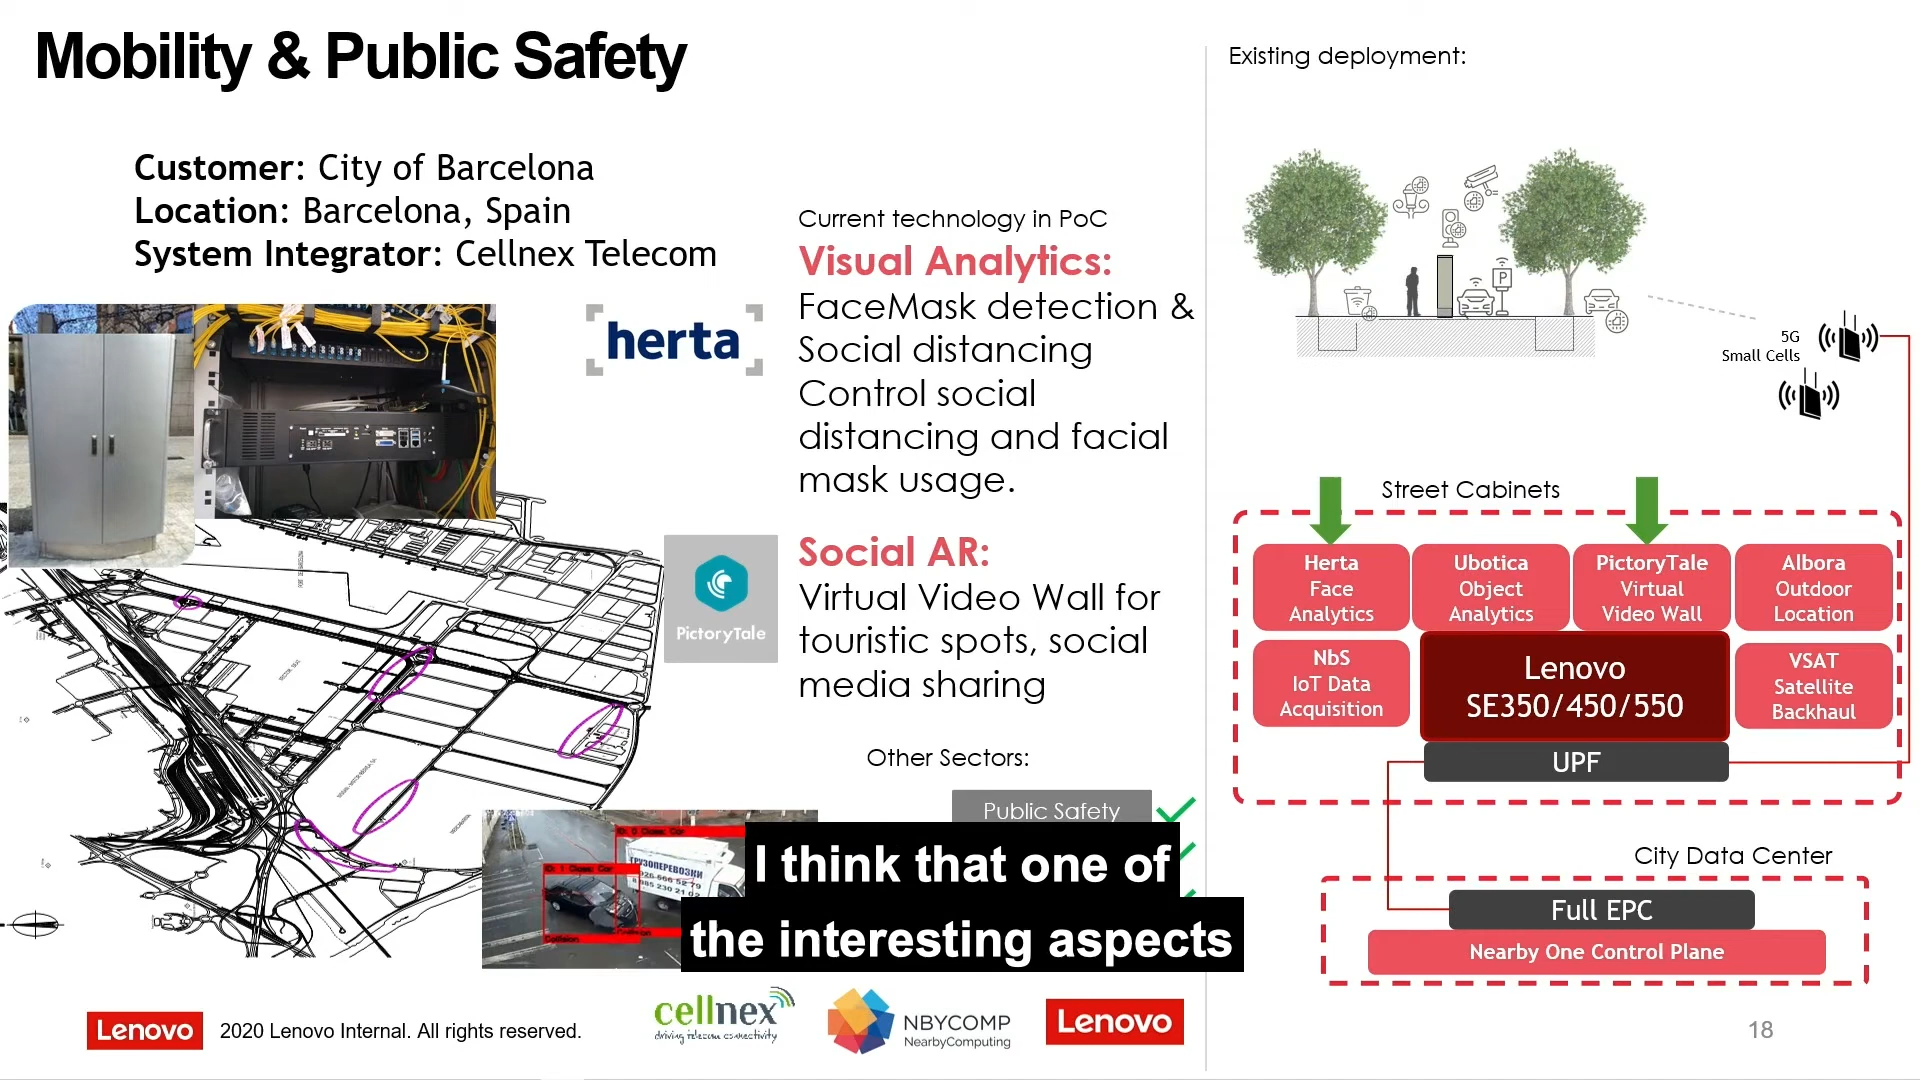 Mobility & Public Safety
Customer: City of Barcelona
Location: Barcelona, Spain
System Integrator: Cellnex Telecom
herta
PictoryTale
Current technology in PoC
Visual Analytics:
FaceMask detection &
Social distancing
Control social
distancing and facial
mask usage.
Social AR:
Virtual Video Wall for
touristic spots, social
media sharing
Other Sectors:
Public Safety
I think that one of
the interesting aspects
Existing deployment:
P
5G
Small Cells
Street Cabinets
Herta
Face
Analytics
Ubotica
Object
Analytics
PictoryTale
Virtual
Video Wall
Albora
Outdoor
Location
NbS
IoT Data
Acquisition
Lenovo
SE350/450/550
VSAT
Satellite
Backhaul
UPF
City Data Center
Full EPC
Nearby One Control Plane
ГРУЗОПЕРЕВОЗКИ
Lenovo
2020 Lenovo Internal. All rights reserved.
cellnex
driving telecom connectivity
NBYCOMP
NearbyComputing
Lenovo
18